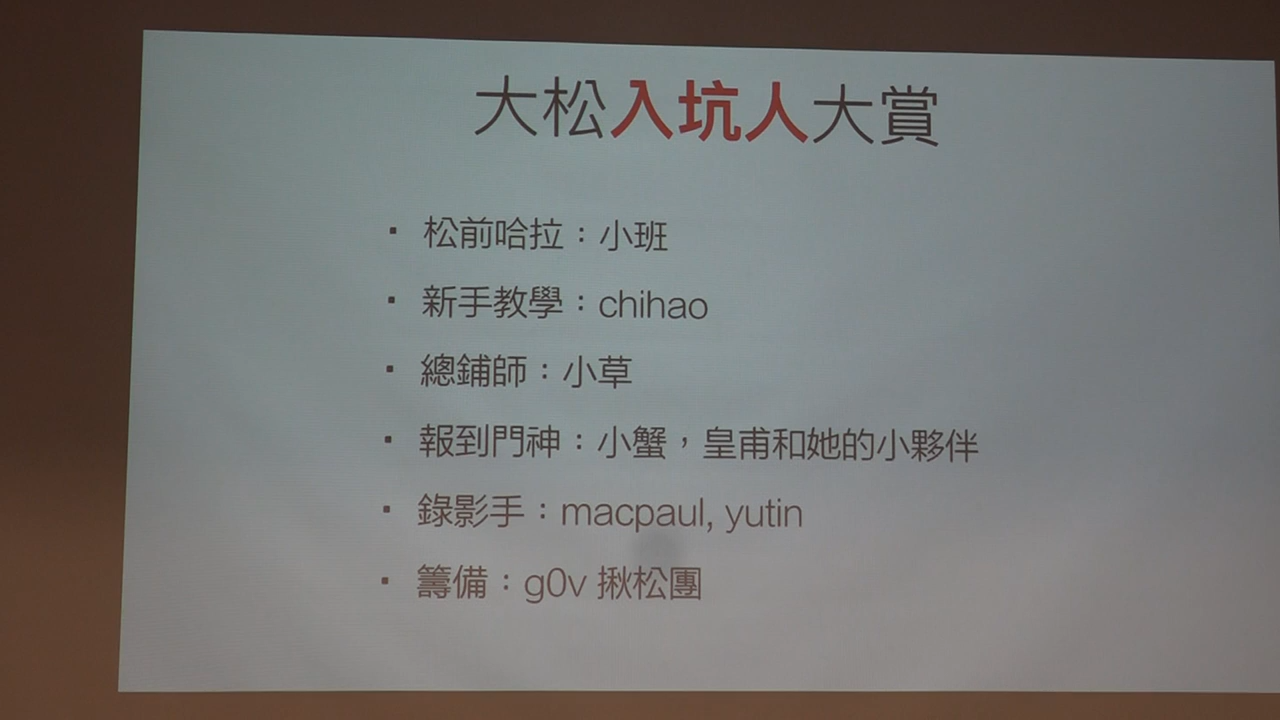 大松入坑人大賞
・ 松前哈拉：小班
・ 新手教學：chihao
・ 總鋪師：小草
・ 報到門神：小蟹，皇甫和她的小夥伴
・ 錄影手：macpaul, yutin
・ 籌備：g0v 揪松團